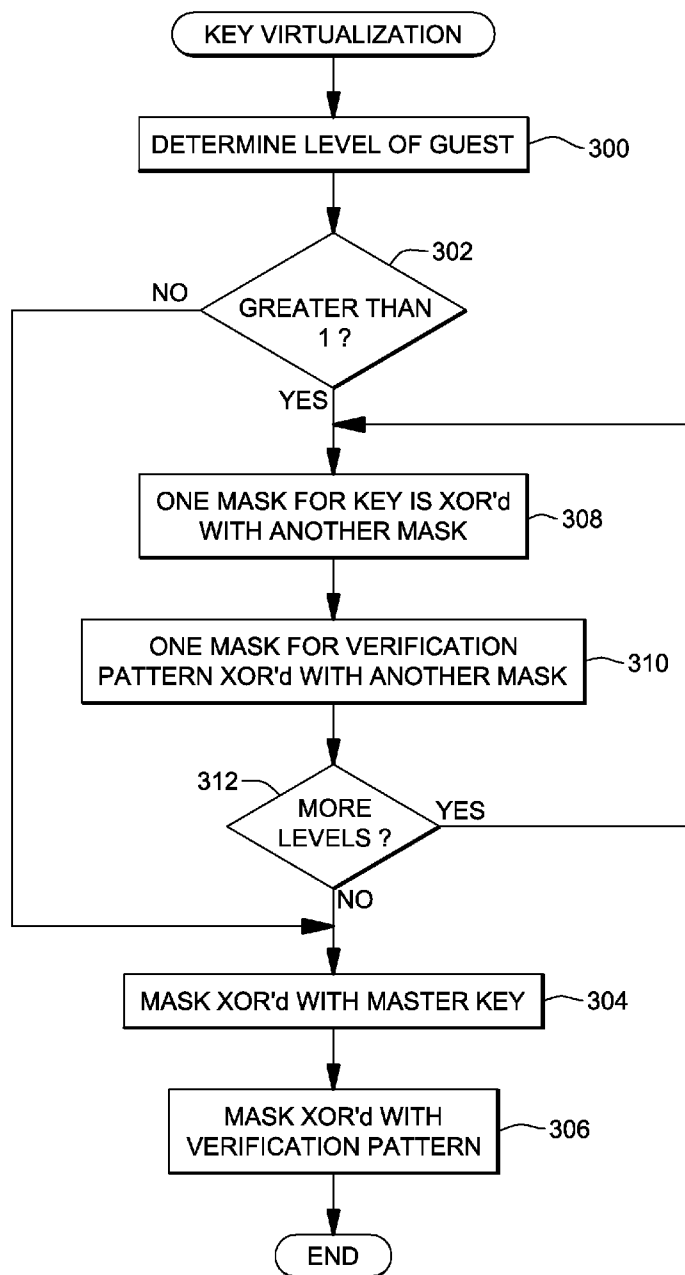 KEY VIRTUALIZATION
DETERMINE LEVEL OF GUEST
300
302
NO
GREATER THAN
1 ?
YES
ONE MASK FOR KEY IS XOR'd
WITH ANOTHER MASK
308
ONE MASK FOR VERIFICATION
PATTERN XOR'd WITH ANOTHER MASK
310
312
MORE
LEVELS ?
YES
NO
MASK XOR'd WITH MASTER KEY
304
MASK XOR'd WITH
VERIFICATION PATTERN
306
END